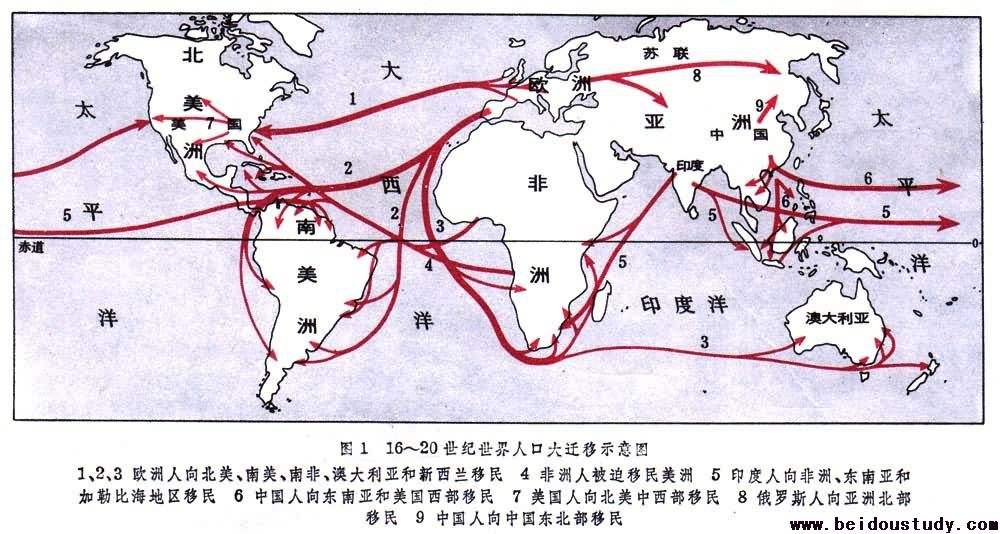 北
美
洲
美 7 国
大
西
洋
太
平
洋
欧 洲
苏联
亚 洲
中 国
印度
非
洲
南
美
洲
印度洋
澳大利亚
太
平
洋
赤道
0
1
2
2
3
3
4
5
5
5
5
6
6
8
9
图1 16～20世纪世界人口大迁移示意图
1、2、3 欧洲人向北美、南美、南非、澳大利亚和新西兰移民 4 非洲人被迫移民美洲 5 印度人向非洲、东南亚和
加勒比海地区移民 6 中国人向东南亚和美国西部移民 7 美国人向北美中西部移民 8 俄罗斯人向亚洲北部
移民 9 中国人向中国东北部移民
www.beidoustudy.com